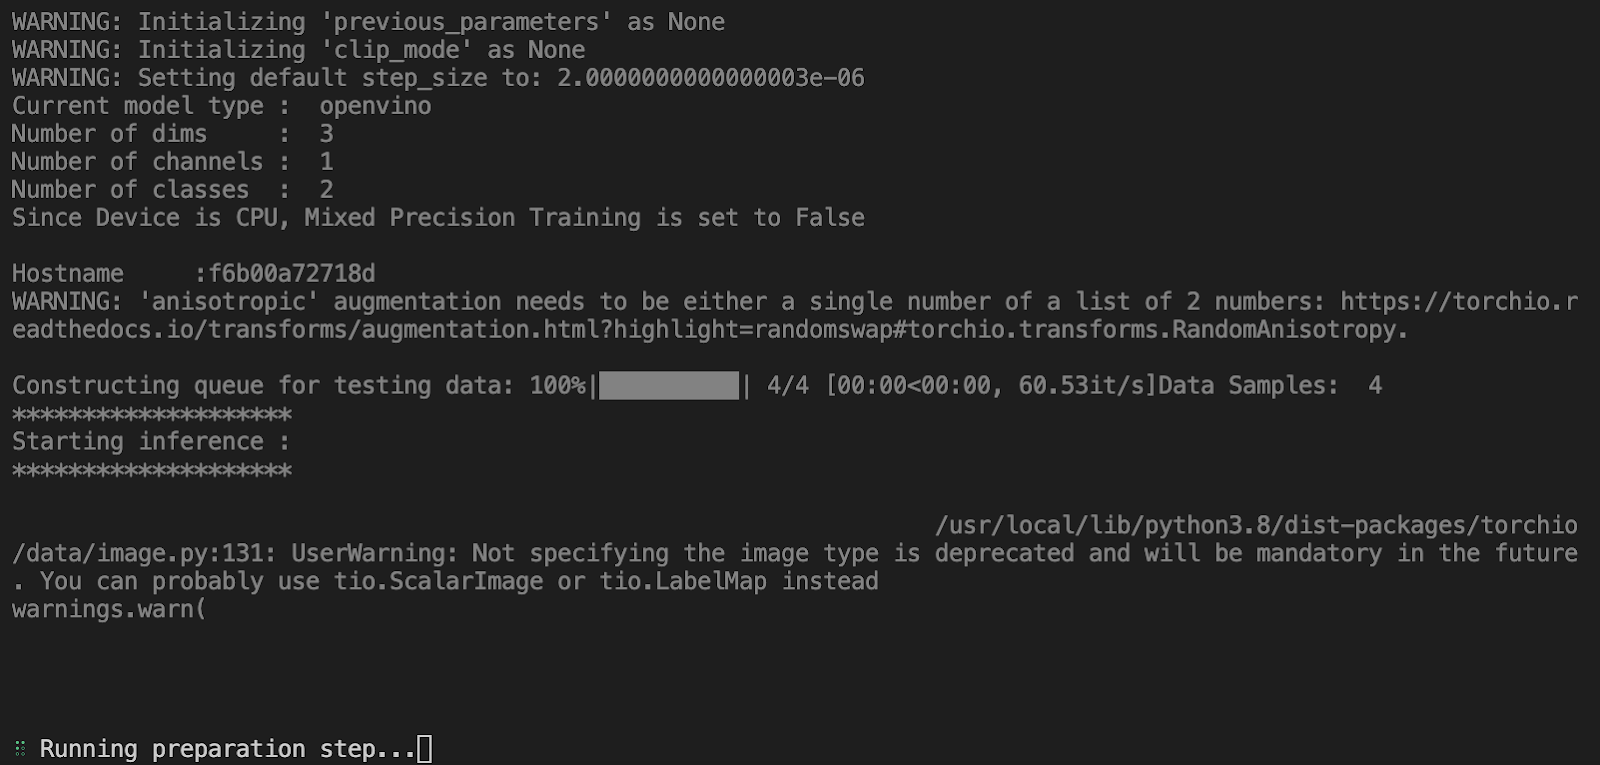 WARNING: Initializing 'previous_parameters' as None
WARNING: Initializing 'clip_mode' as None
WARNING: Setting default step_size to: 2.0000000000000003e-06
Current model type :  openvino
Number of dims     :  3
Number of channels :  1
Number of classes  :  2
Since Device is CPU, Mixed Precision Training is set to False
Hostname     :f6b00a72718d
WARNING: 'anisotropic' augmentation needs to be either a single number of a list of 2 numbers: https://torchio.r
eadthedocs.io/transforms/augmentation.html?highlight=randomswap#torchio.transforms.RandomAnisotropy.
Constructing queue for testing data: 100%|██████████| 4/4 [00:00<00:00, 60.53it/s]Data Samples:  4
********************
Starting inference :
********************
/usr/local/lib/python3.8/dist-packages/torchio
/data/image.py:131: UserWarning: Not specifying the image type is deprecated and will be mandatory in the future
. You can probably use tio.ScalarImage or tio.LabelMap instead
warnings.warn(
Running preparation step...